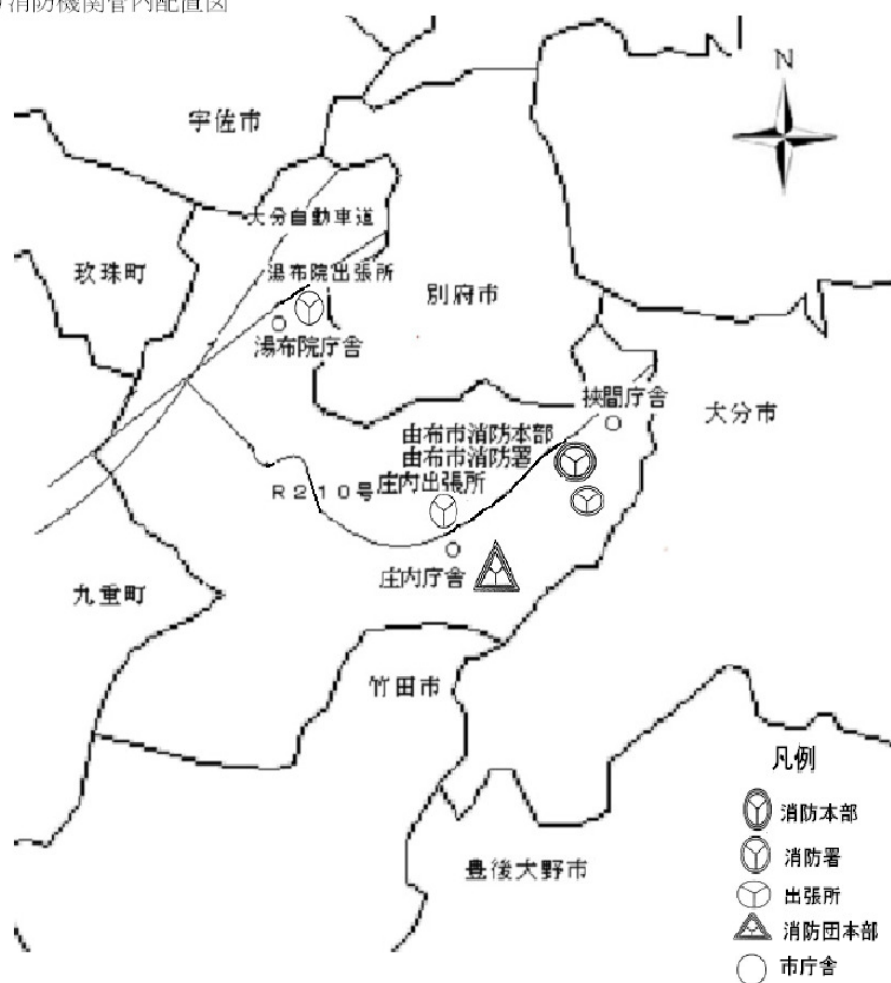 消防機関管内配置図
N
宇佐市
大分自動車道
玖珠町
湯布院出張所
別府市
湯布院庁舎
挾間庁舎
大分市
由布市消防本部
由布市消防署
庄内出張所
R210号
庄内庁舎
九重町
竹田市
豊後大野市
凡例
消防本部
消防署
出張所
消防団本部
市庁舎